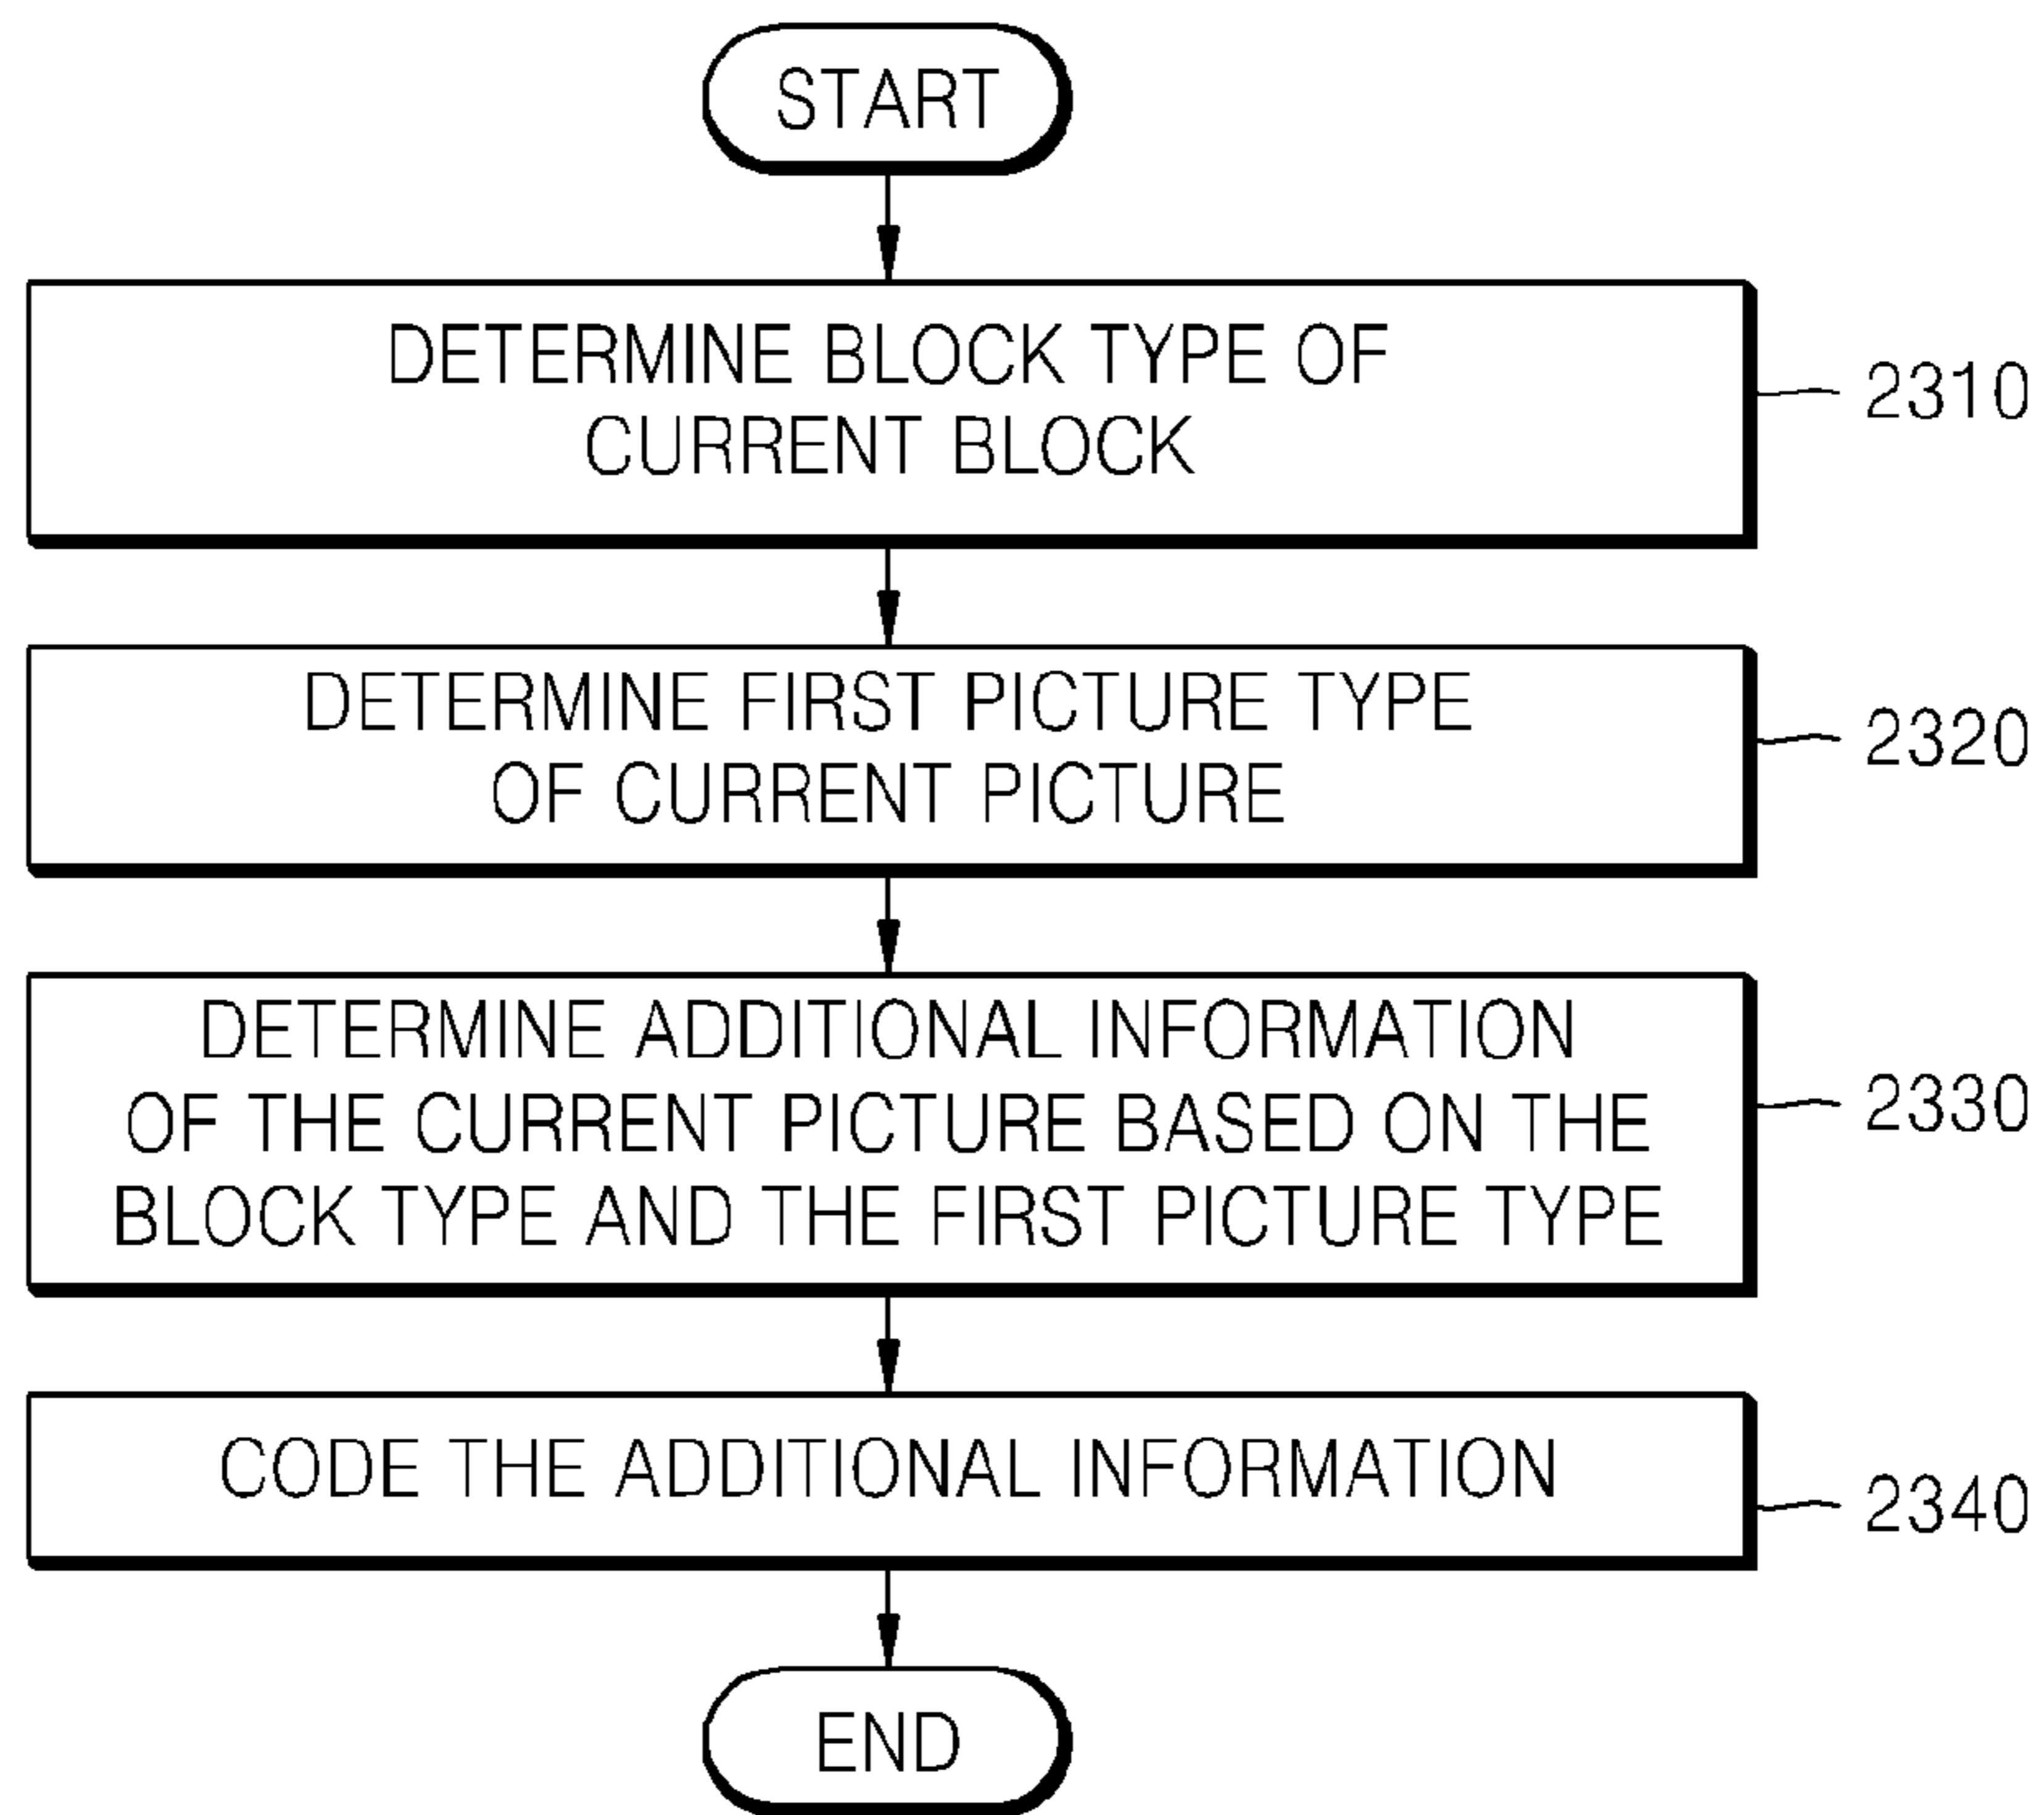 START
DETERMINE BLOCK TYPE OF
CURRENT BLOCK
2310
DETERMINE FIRST PICTURE TYPE
OF CURRENT PICTURE
2320
DETERMINE ADDITIONAL INFORMATION
OF THE CURRENT PICTURE BASED ON THE
BLOCK TYPE AND THE FIRST PICTURE TYPE
2330
CODE THE ADDITIONAL INFORMATION
2340
END